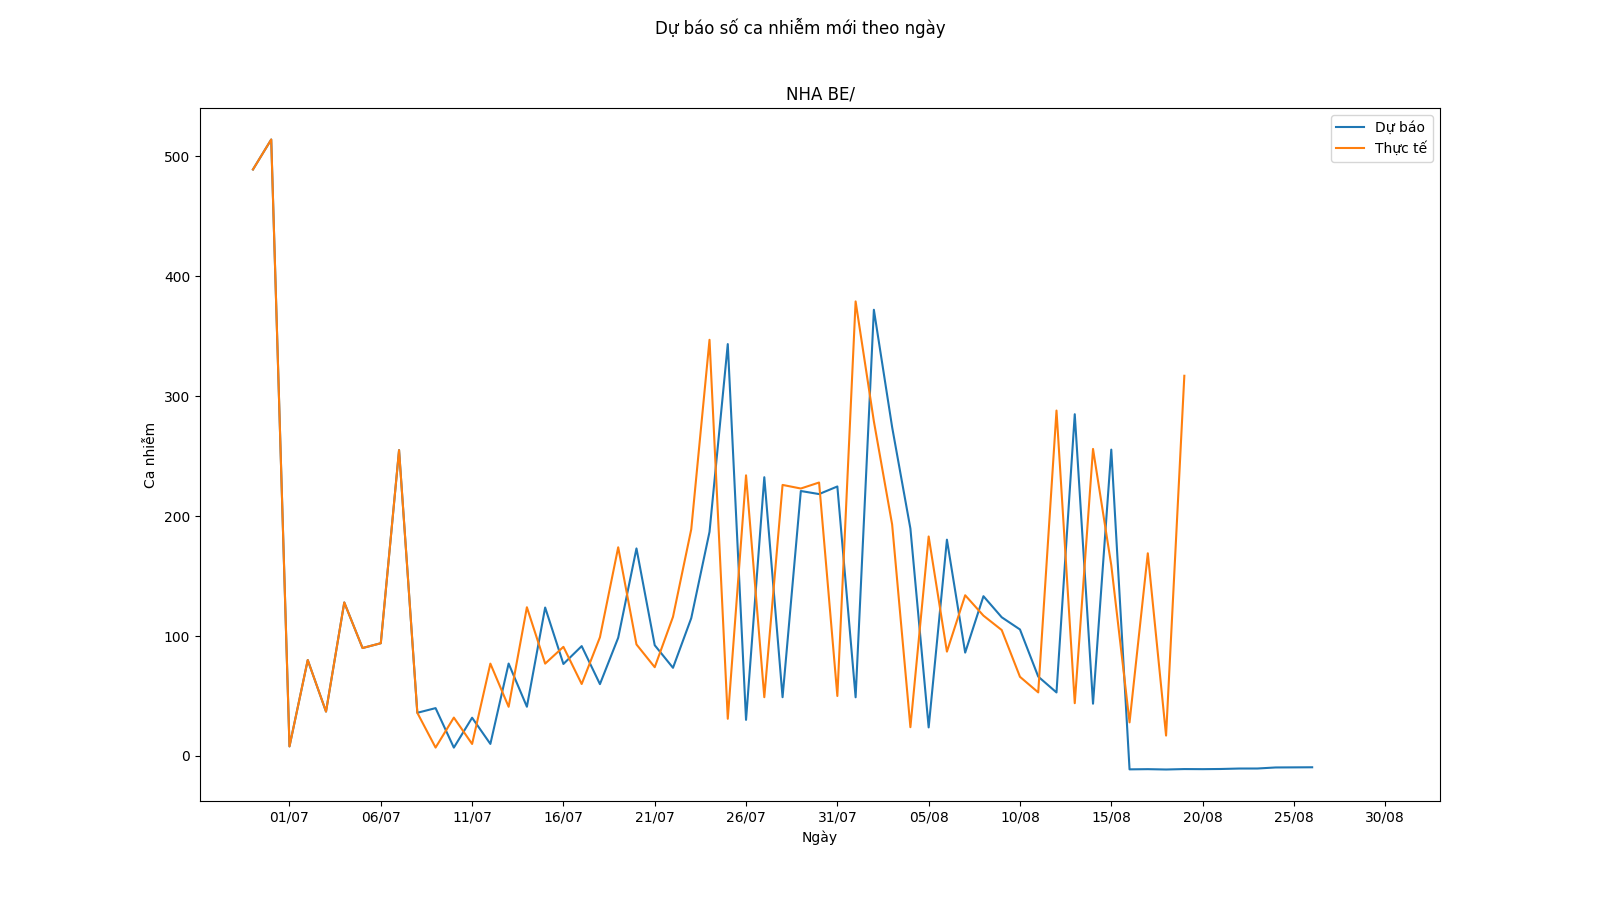 Dự báo số ca nhiễm mới theo ngày
NHA BE/
Dự báo
Thực tế
500
400
300
200
100
0
Ca nhiễm
01/07 06/07 11/07 16/07 21/07 26/07 31/07 05/08 10/08 15/08 20/08 25/08 30/08
Ngày